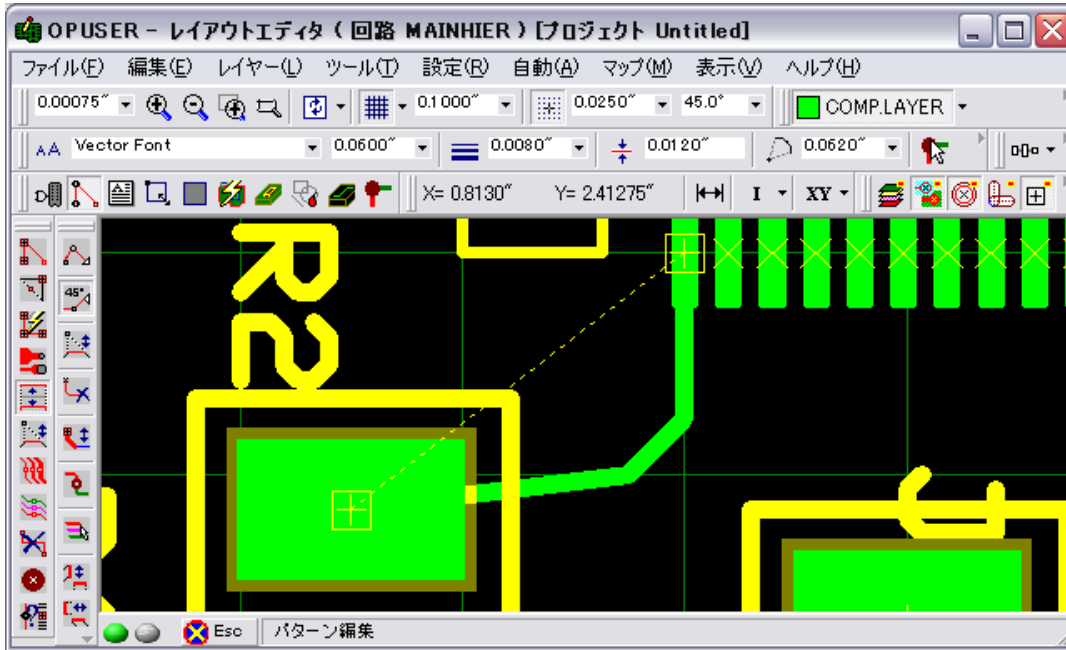 OPUSER - レイアウトエディタ ( 回路 MAINHIER ) [プロジェクト Untitled]
ファイル(F) 編集(E) レイヤー(L) ツール(T) 設定(R) 自動(A) マップ(M) 表示(V) ヘルプ(H)
0.00075" 0.1000" 0.0250" 45.0° COMP.LAYER
AA Vector Font 0.0600" 0.0080" 0.0120" 0.0620"
X= 0.8130" Y= 2.41275" I XY
45°
R2
Esc パターン編集